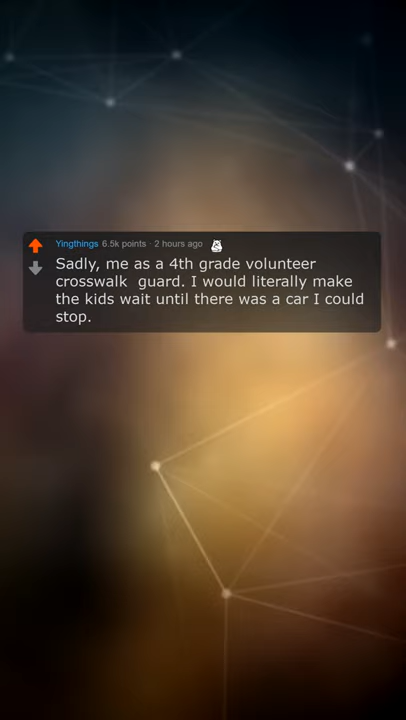 Yingthings 6.5k points · 2 hours ago
Sadly, me as a 4th grade volunteer
crosswalk  guard. I would literally make
the kids wait until there was a car I could
stop.